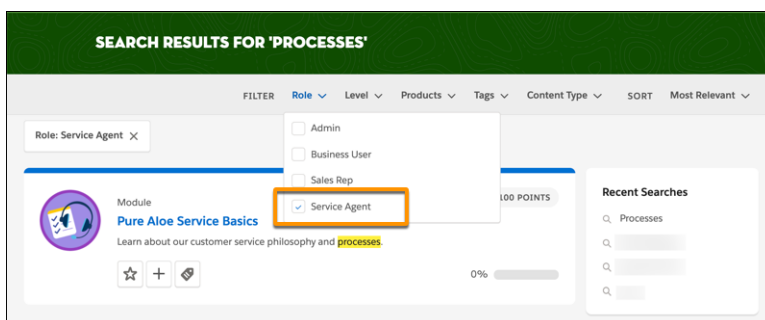 SEARCH RESULTS FOR 'PROCESSES'
FILTER Role Level Products Tags Content Type SORT Most Relevant
Role: Service Agent ×
Admin
Business User
Sales Rep
Service Agent
Module
100 POINTS
Pure Aloe Service Basics
Learn about our customer service philosophy and processes.
0%
Recent Searches
Processes